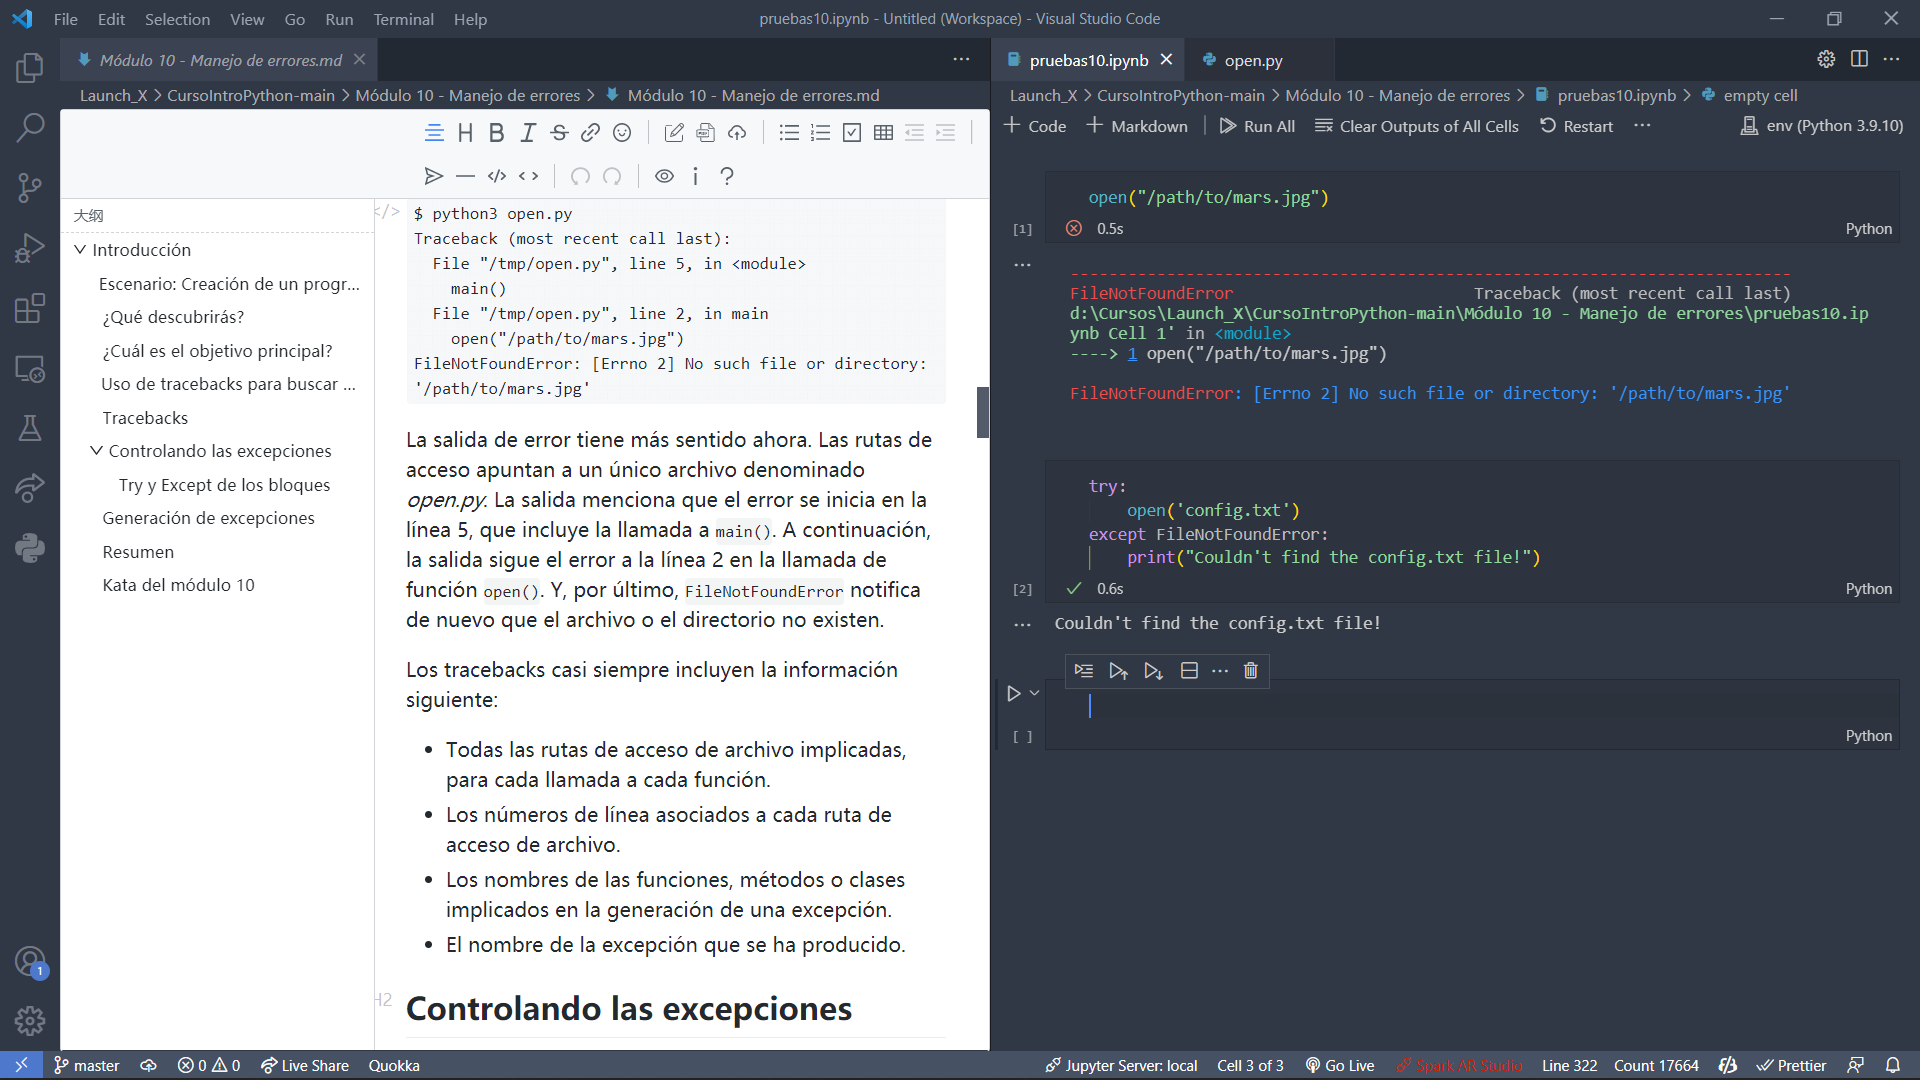 File Edit Selection View Go Run Terminal Help
pruebas10.ipynb - Untitled (Workspace) - Visual Studio Code
Módulo 10 - Manejo de errores.md
Launch_X > CursoIntroPython-main > Módulo 10 - Manejo de errores > Módulo 10 - Manejo de errores.md
大纲
Introducción
Escenario: Creación de un progr...
¿Qué descubrirás?
¿Cuál es el objetivo principal?
Uso de tracebacks para buscar ...
Tracebacks
Controlando las excepciones
Try y Except de los bloques
Generación de excepciones
Resumen
Kata del módulo 10
$ python3 open.py
Traceback (most recent call last):
File "/tmp/open.py", line 5, in <module>
main()
File "/tmp/open.py", line 2, in main
open("/path/to/mars.jpg")
FileNotFoundError: [Errno 2] No such file or directory:
'/path/to/mars.jpg'
La salida de error tiene más sentido ahora. Las rutas de
acceso apuntan a un único archivo denominado
open.py. La salida menciona que el error se inicia en la
línea 5, que incluye la llamada a main(). A continuación,
la salida sigue el error a la línea 2 en la llamada de
función open(). Y, por último, FileNotFoundError notifica
de nuevo que el archivo o el directorio no existen.
Los tracebacks casi siempre incluyen la información
siguiente:
• Todas las rutas de acceso de archivo implicadas,
para cada llamada a cada función.
• Los números de línea asociados a cada ruta de
acceso de archivo.
• Los nombres de las funciones, métodos o clases
implicados en la generación de una excepción.
• El nombre de la excepción que se ha producido.
H2
Controlando las excepciones
pruebas10.ipynb
open.py
Launch_X > CursoIntroPython-main > Módulo 10 - Manejo de errores > pruebas10.ipynb > empty cell
+ Code + Markdown Run All Clear Outputs of All Cells Restart ... env (Python 3.9.10)
open("/path/to/mars.jpg")
[1] 0.5s Python
---------------------------------------------------------------------------
FileNotFoundError Traceback (most recent call last)
d:\Cursos\Launch_X\CursoIntroPython-main\Módulo 10 - Manejo de errores\pruebas10.ip
ynb Cell 1' in <module>
----> 1 open("/path/to/mars.jpg")
FileNotFoundError: [Errno 2] No such file or directory: '/path/to/mars.jpg'
try:
open('config.txt')
except FileNotFoundError:
print("Couldn't find the config.txt file!")
[2] 0.6s Python
Couldn't find the config.txt file!
[ ] Python
1
master 0 0 Live Share Quokka
Jupyter Server: local Cell 3 of 3 Go Live Spark AR Studio Line 322 Count 17664 Prettier